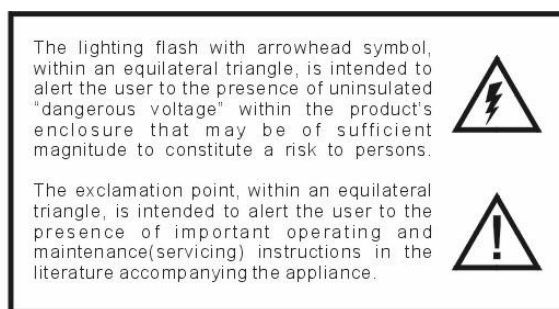 The lighting flash with arrowhead symbol,
within an equilateral triangle, is intended to
alert the user to the presence of uninsulated
“dangerous voltage” within the product's
enclosure that may be of sufficient
magnitude to constitute a risk to persons.
The exclamation point, within an equilateral
triangle, is intended to alert the user to the
presence of important operating and
maintenance(servicing) instructions in the
literature accompanying the appliance.